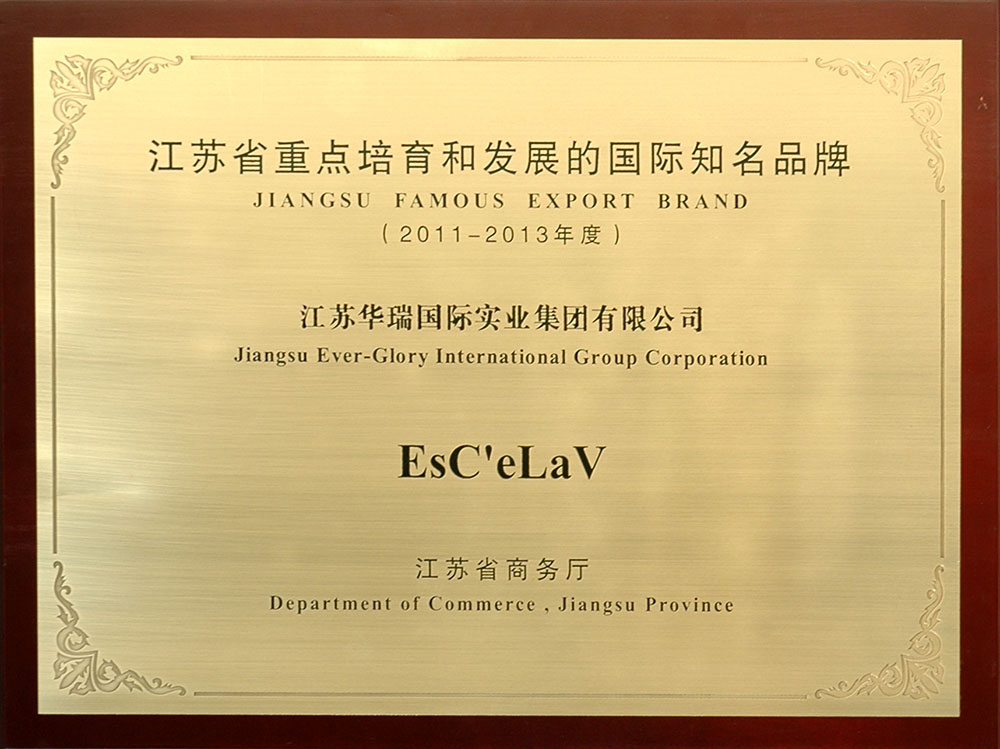 江苏省重点培育和发展的国际知名品牌
JIANGSU FAMOUS EXPORT BRAND
(2011-2013年度)
江苏华瑞国际实业集团有限公司
Jiangsu Ever-Glory International Group Corporation
EsC'eLaV
江苏省商务厅
Department of Commerce , Jiangsu Province